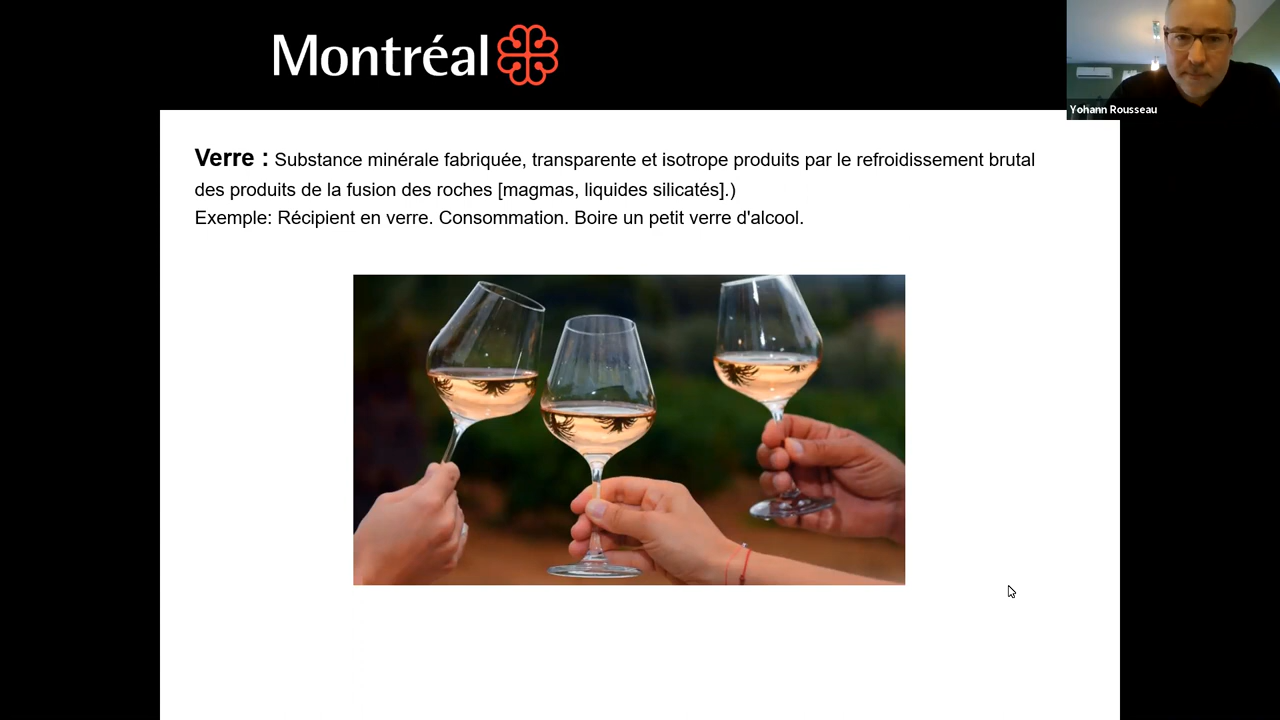 Montréal
Yohann Rousseau
Verre : Substance minérale fabriquée, transparente et isotrope produits par le refroidissement brutal
des produits de la fusion des roches [magmas, liquides silicatés].)
Exemple: Récipient en verre. Consommation. Boire un petit verre d'alcool.